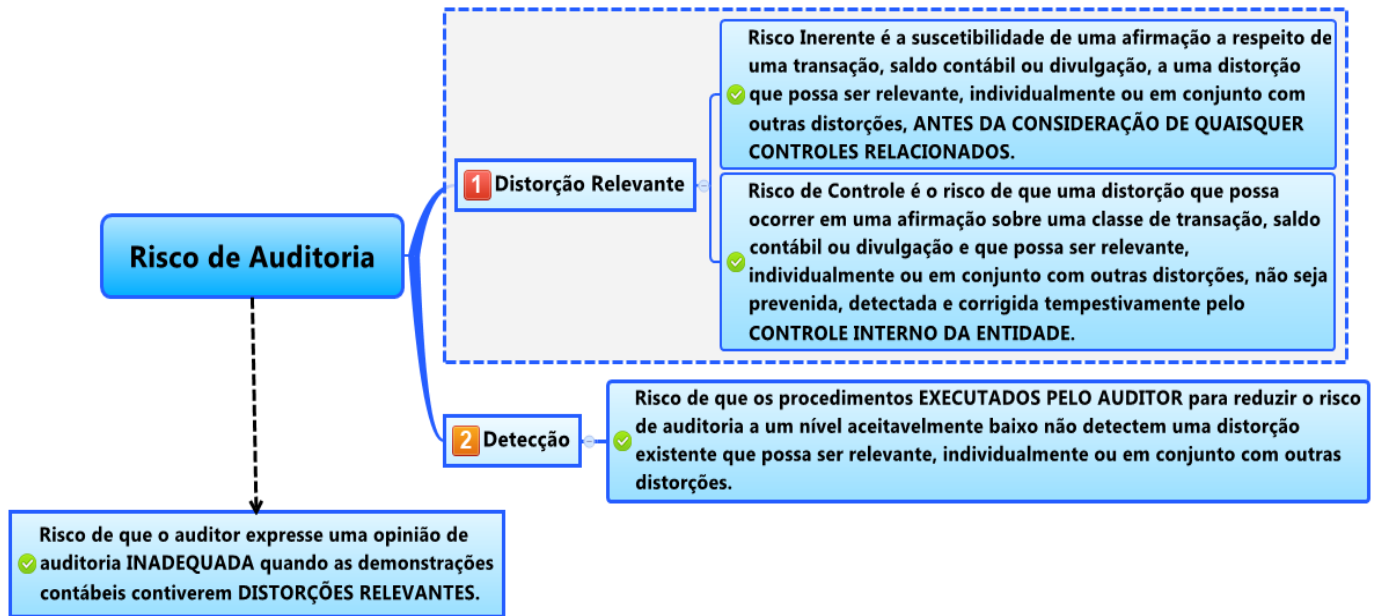 Risco de Auditoria
1 Distorção Relevante
Risco Inerente é a suscetibilidade de uma afirmação a respeito de
uma transação, saldo contábil ou divulgação, a uma distorção
que possa ser relevante, individualmente ou em conjunto com
outras distorções, ANTES DA CONSIDERAÇÃO DE QUAISQUER
CONTROLES RELACIONADOS.
Risco de Controle é o risco de que uma distorção que possa
ocorrer em uma afirmação sobre uma classe de transação, saldo
contábil ou divulgação e que possa ser relevante,
individualmente ou em conjunto com outras distorções, não seja
prevenida, detectada e corrigida tempestivamente pelo
CONTROLE INTERNO DA ENTIDADE.
2 Detecção
Risco de que os procedimentos EXECUTADOS PELO AUDITOR para reduzir o risco
de auditoria a um nível aceitavelmente baixo não detectem uma distorção
existente que possa ser relevante, individualmente ou em conjunto com outras
distorções.
Risco de que o auditor expresse uma opinião de
auditoria INADEQUADA quando as demonstrações
contábeis contiverem DISTORÇÕES RELEVANTES.